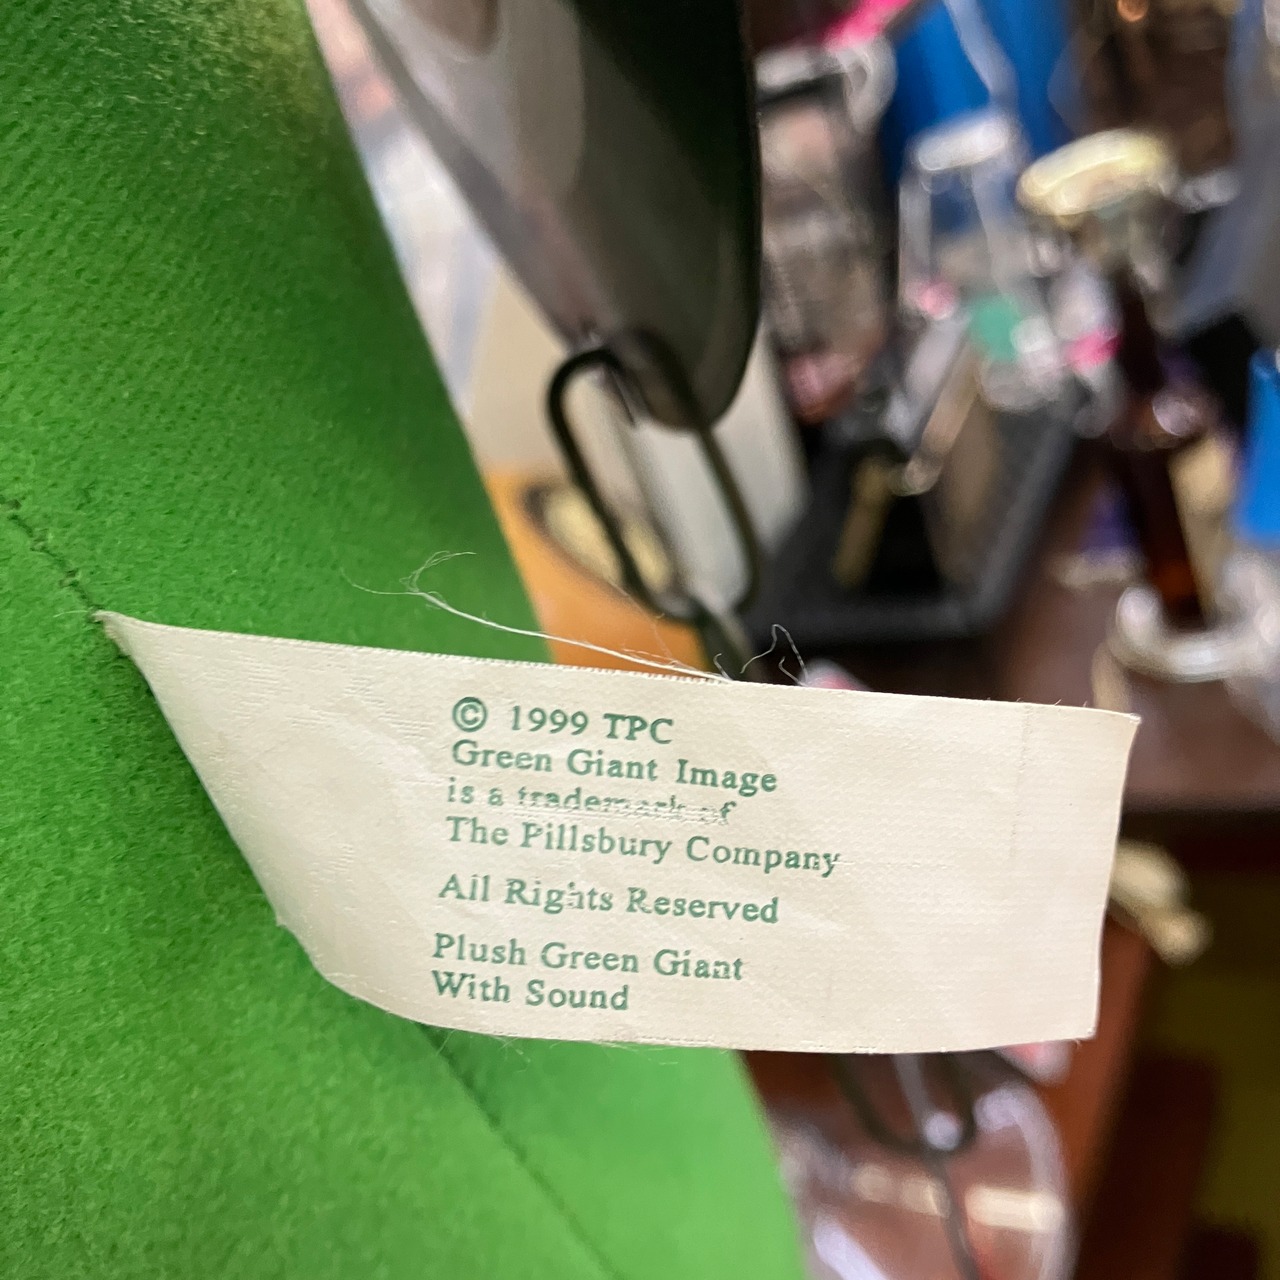 © 1999 TPC
Green Giant Image
is a trademark of
The Pillsbury Company
All Rights Reserved
Plush Green Giant
With Sound